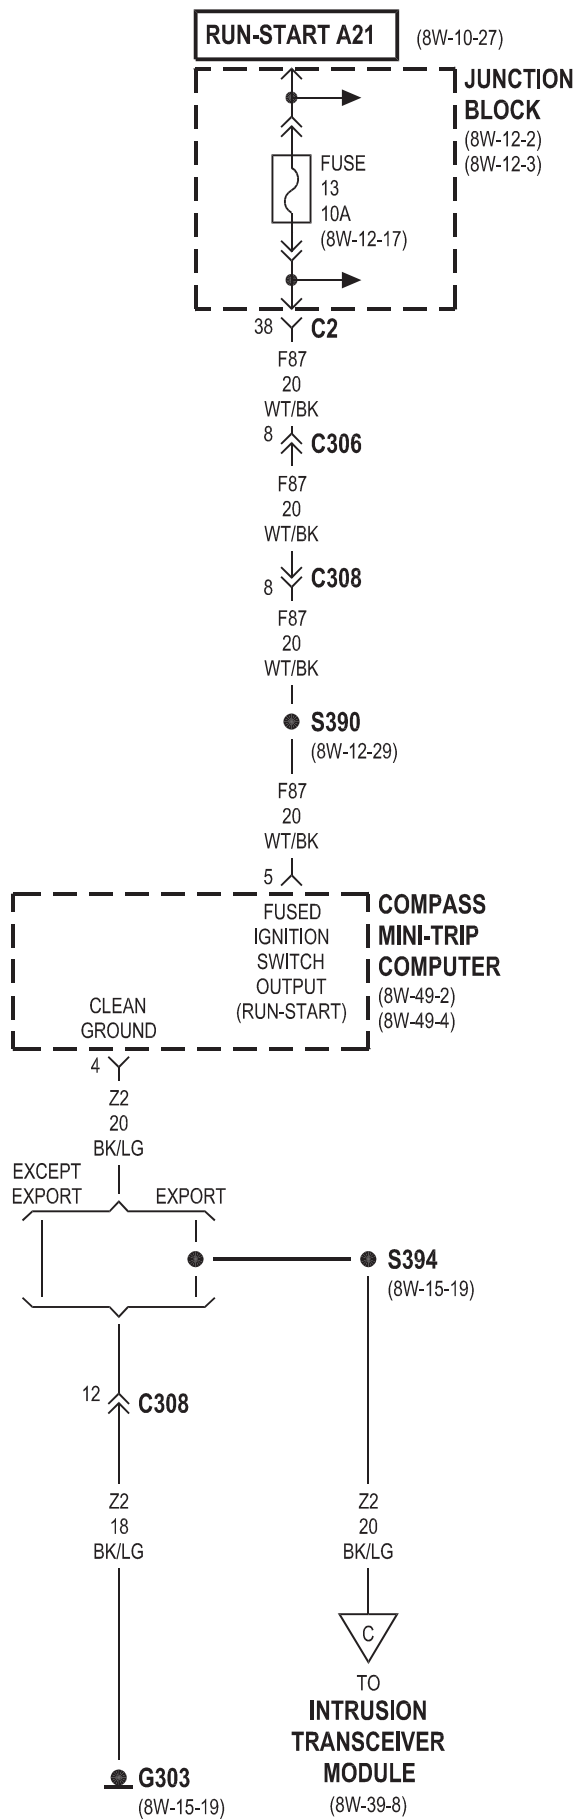 RUN-START A21 (8W-10-27)
JUNCTION
BLOCK
(8W-12-2)
(8W-12-3)
FUSE
13
10A
(8W-12-17)
38 C2
F87
20
WT/BK
8 C306
F87
20
WT/BK
8 C308
F87
20
WT/BK
S390
(8W-12-29)
F87
20
WT/BK
5
FUSED
IGNITION
SWITCH
OUTPUT
(RUN-START)
COMPASS
MINI-TRIP
COMPUTER
(8W-49-2)
(8W-49-4)
CLEAN
GROUND
4
Z2
20
BK/LG
EXCEPT
EXPORT
EXPORT
S394
(8W-15-19)
12 C308
Z2
18
BK/LG
Z2
20
BK/LG
C
TO
INTRUSION
TRANSCEIVER
MODULE
(8W-39-8)
G303
(8W-15-19)